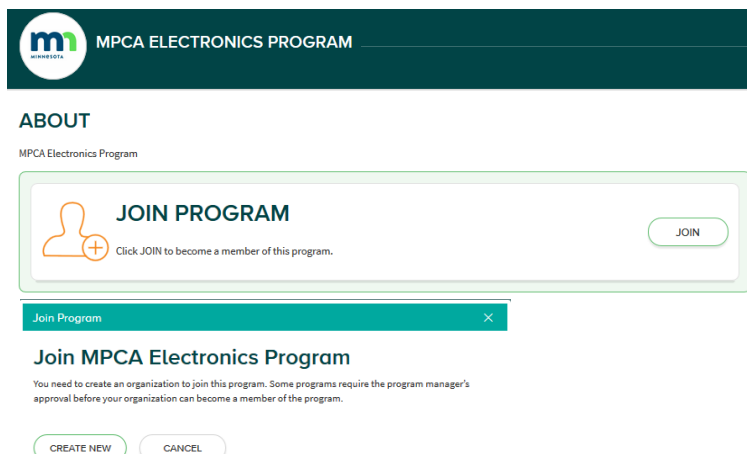 MINNESOTA
MPCA ELECTRONICS PROGRAM
ABOUT
MPCA Electronics Program
JOIN PROGRAM
Click JOIN to become a member of this program.
JOIN
Join Program
Join MPCA Electronics Program
You need to create an organization to join this program. Some programs require the program manager's
approval before your organization can become a member of the program.
CREATE NEW
CANCEL